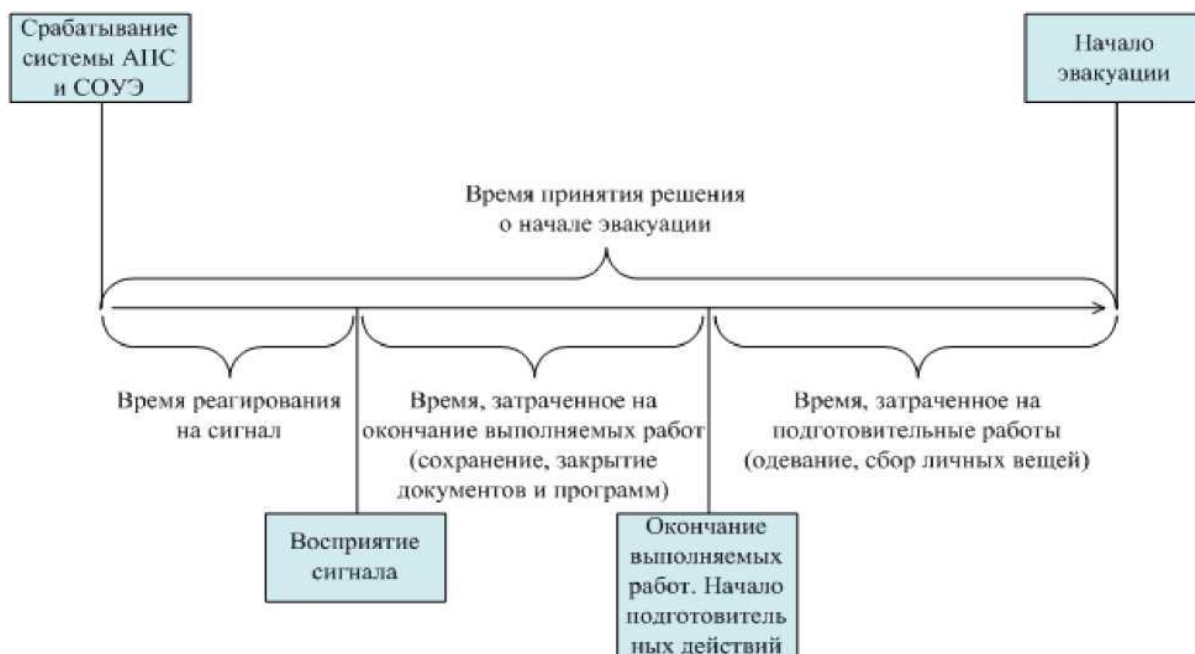 Срабатывание
системы АПС
и СОУЭ
Начало
эвакуации
Время принятия решения
о начале эвакуации
Время реагирования
на сигнал
Время, затраченное на
окончание выполняемых работ
(сохранение, закрытие
документов и программ)
Время, затраченное на
подготовительные работы
(одевание, сбор личных вещей)
Восприятие
сигнала
Окончание
выполняемых
работ. Начало
подготовитель
ных действий